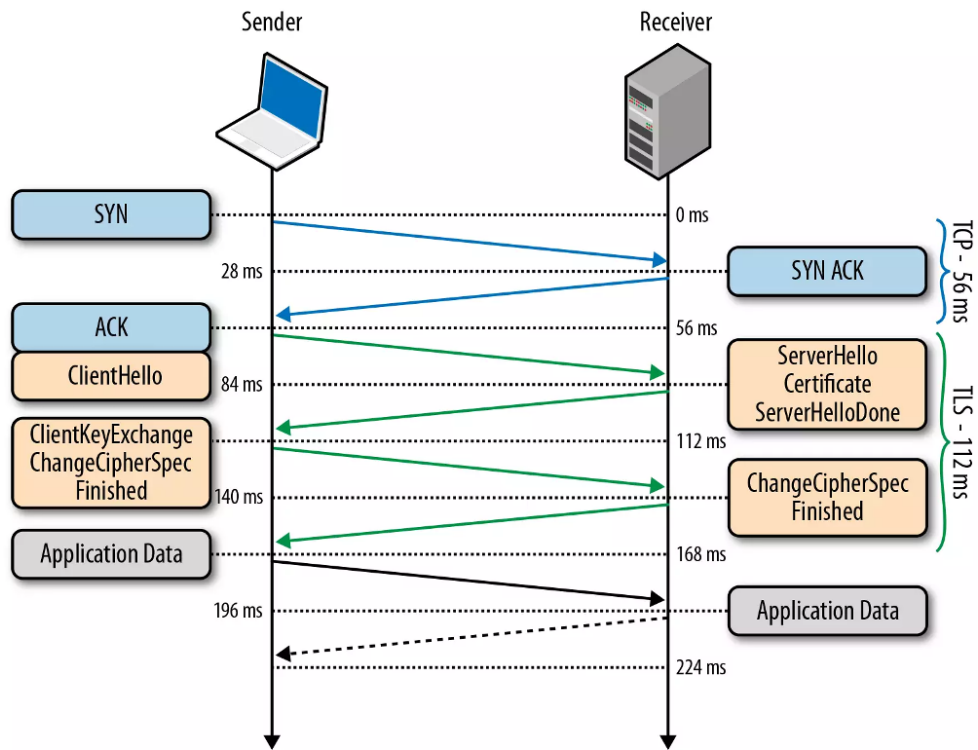 Sender
Receiver
SYN
0 ms
28 ms
SYN ACK
TCP - 56 ms
ACK
56 ms
ClientHello
84 ms
ServerHello
Certificate
ServerHelloDone
TLS - 112 ms
ClientKeyExchange
ChangeCipherSpec
Finished
112 ms
140 ms
ChangeCipherSpec
Finished
Application Data
168 ms
196 ms
Application Data
224 ms